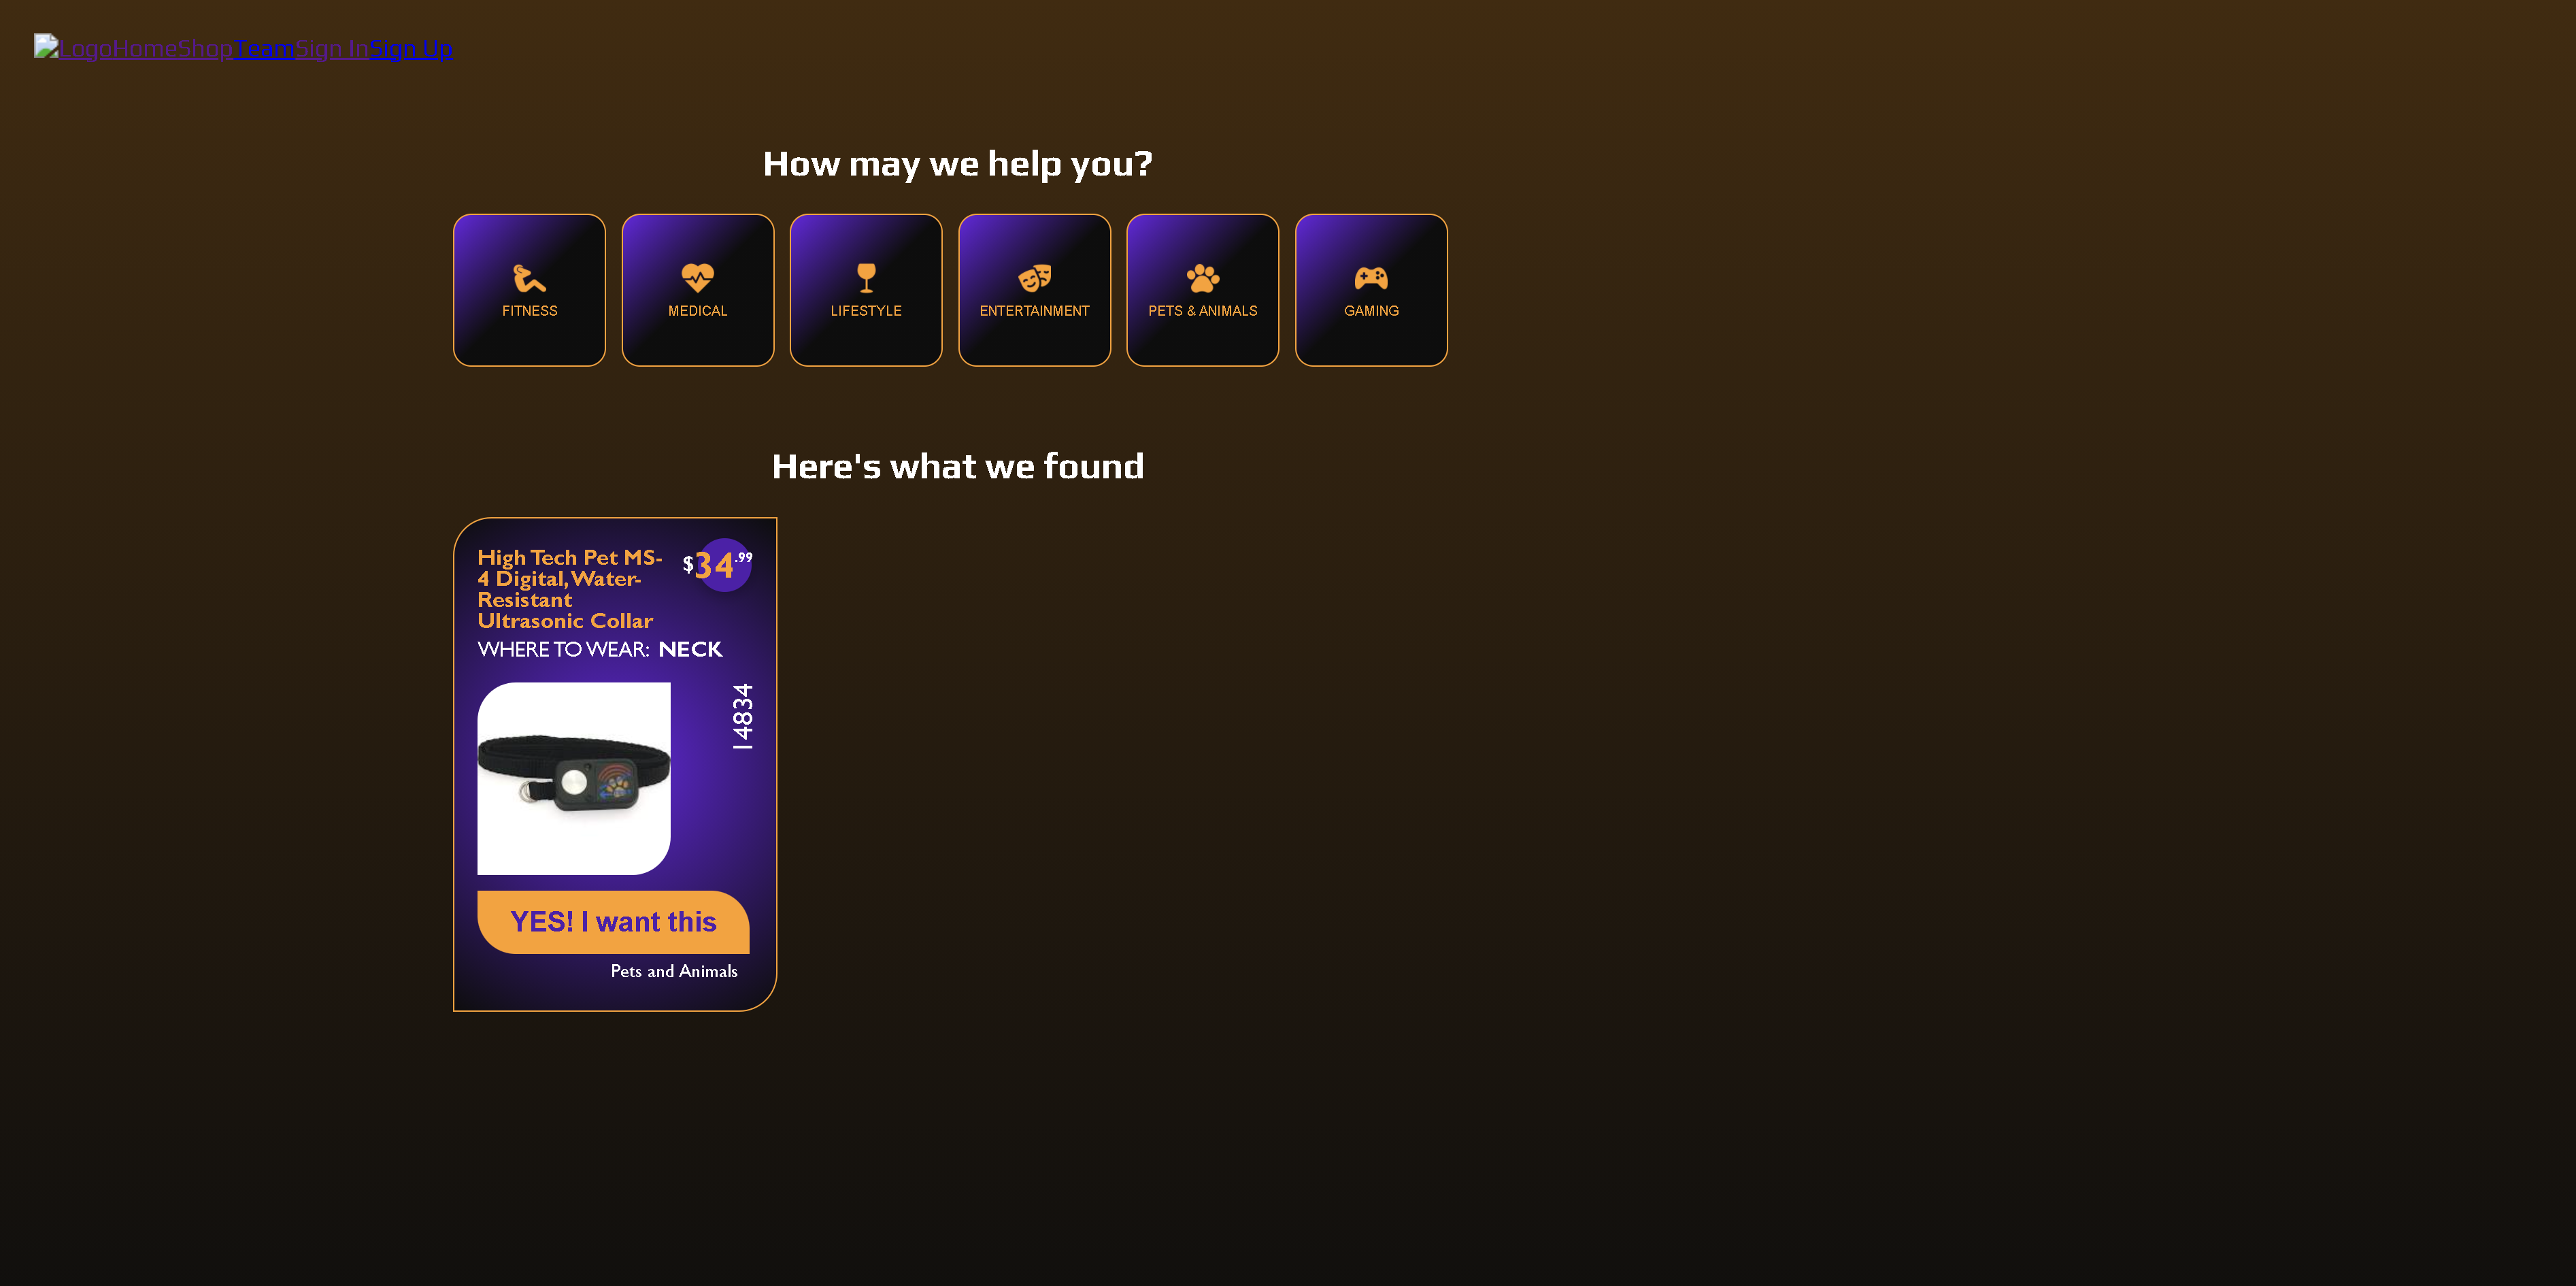 LogoHomeShopTeamSign InSign Up
How may we help you?
FITNESS
MEDICAL
LIFESTYLE
ENTERTAINMENT
PETS & ANIMALS
GAMING
Here's what we found
High Tech Pet MS-
4 Digital, Water-
Resistant
Ultrasonic Collar
$34.99
WHERE TO WEAR: NECK
14834
YES! I want this
Pets and Animals